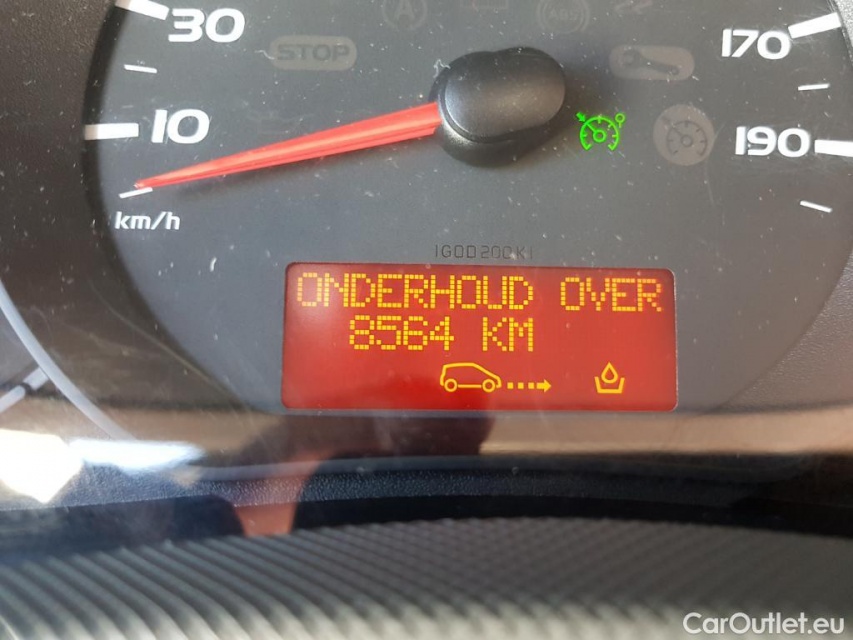 30
STOP
170
10
190
km/h
ONDERHOUD OVER
8564 KM
CarOutlet.eu